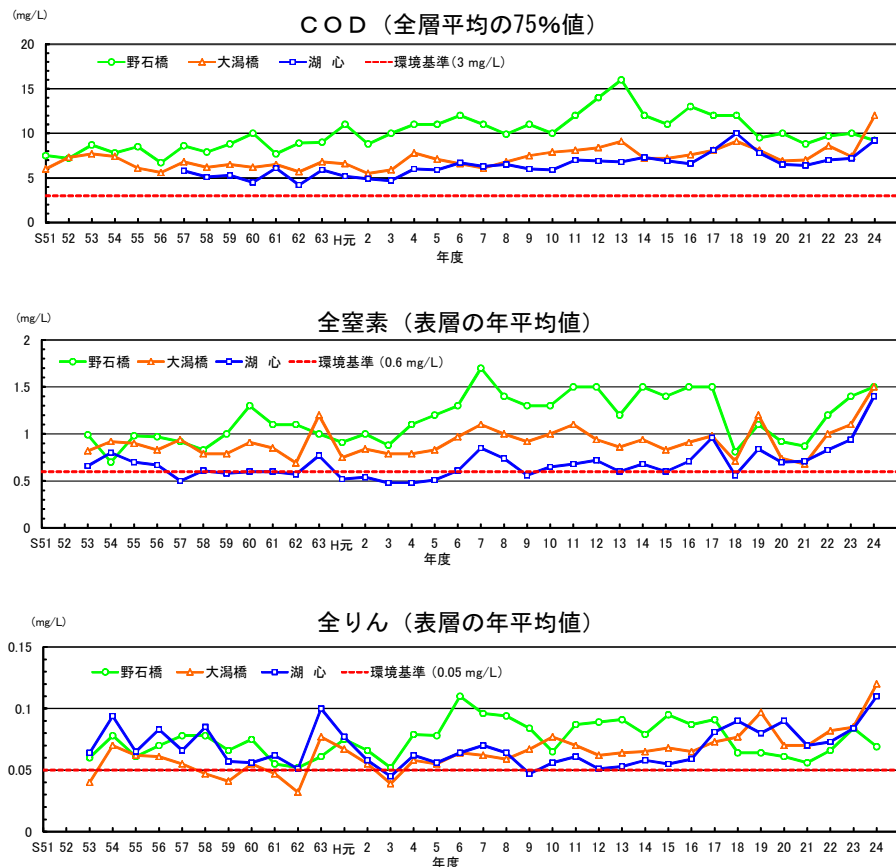 (mg/L)
ＣＯＤ（全層平均の75%値）
20
15
10
5
0
野石橋 大潟橋 湖 心 環境基準(3 mg/L)
S51 52 53 54 55 56 57 58 59 60 61 62 63 H元 2 3 4 5 6 7 8 9 10 11 12 13 14 15 16 17 18 19 20 21 22 23 24
年度
(mg/L)
全窒素（表層の年平均値）
2
1.5
1
0.5
0
野石橋 大潟橋 湖 心 環境基準 (0.6 mg/L)
S51 52 53 54 55 56 57 58 59 60 61 62 63 H元 2 3 4 5 6 7 8 9 10 11 12 13 14 15 16 17 18 19 20 21 22 23 24
年度
(mg/L)
全りん（表層の年平均値）
0.15
0.1
0.05
0
野石橋 大潟橋 湖 心 環境基準 (0.05 mg/L)
S51 52 53 54 55 56 57 58 59 60 61 62 63 H元 2 3 4 5 6 7 8 9 10 11 12 13 14 15 16 17 18 19 20 21 22 23 24
年度